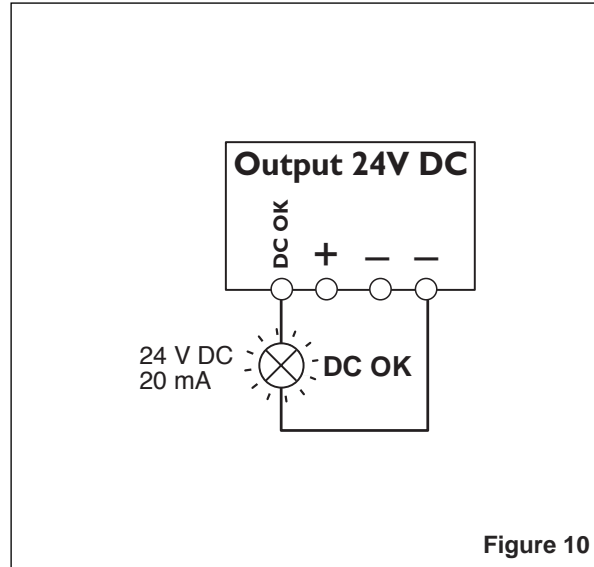 Output 24V DC
DC OK
+ – –
24 V DC
20 mA
DC OK
Figure 10